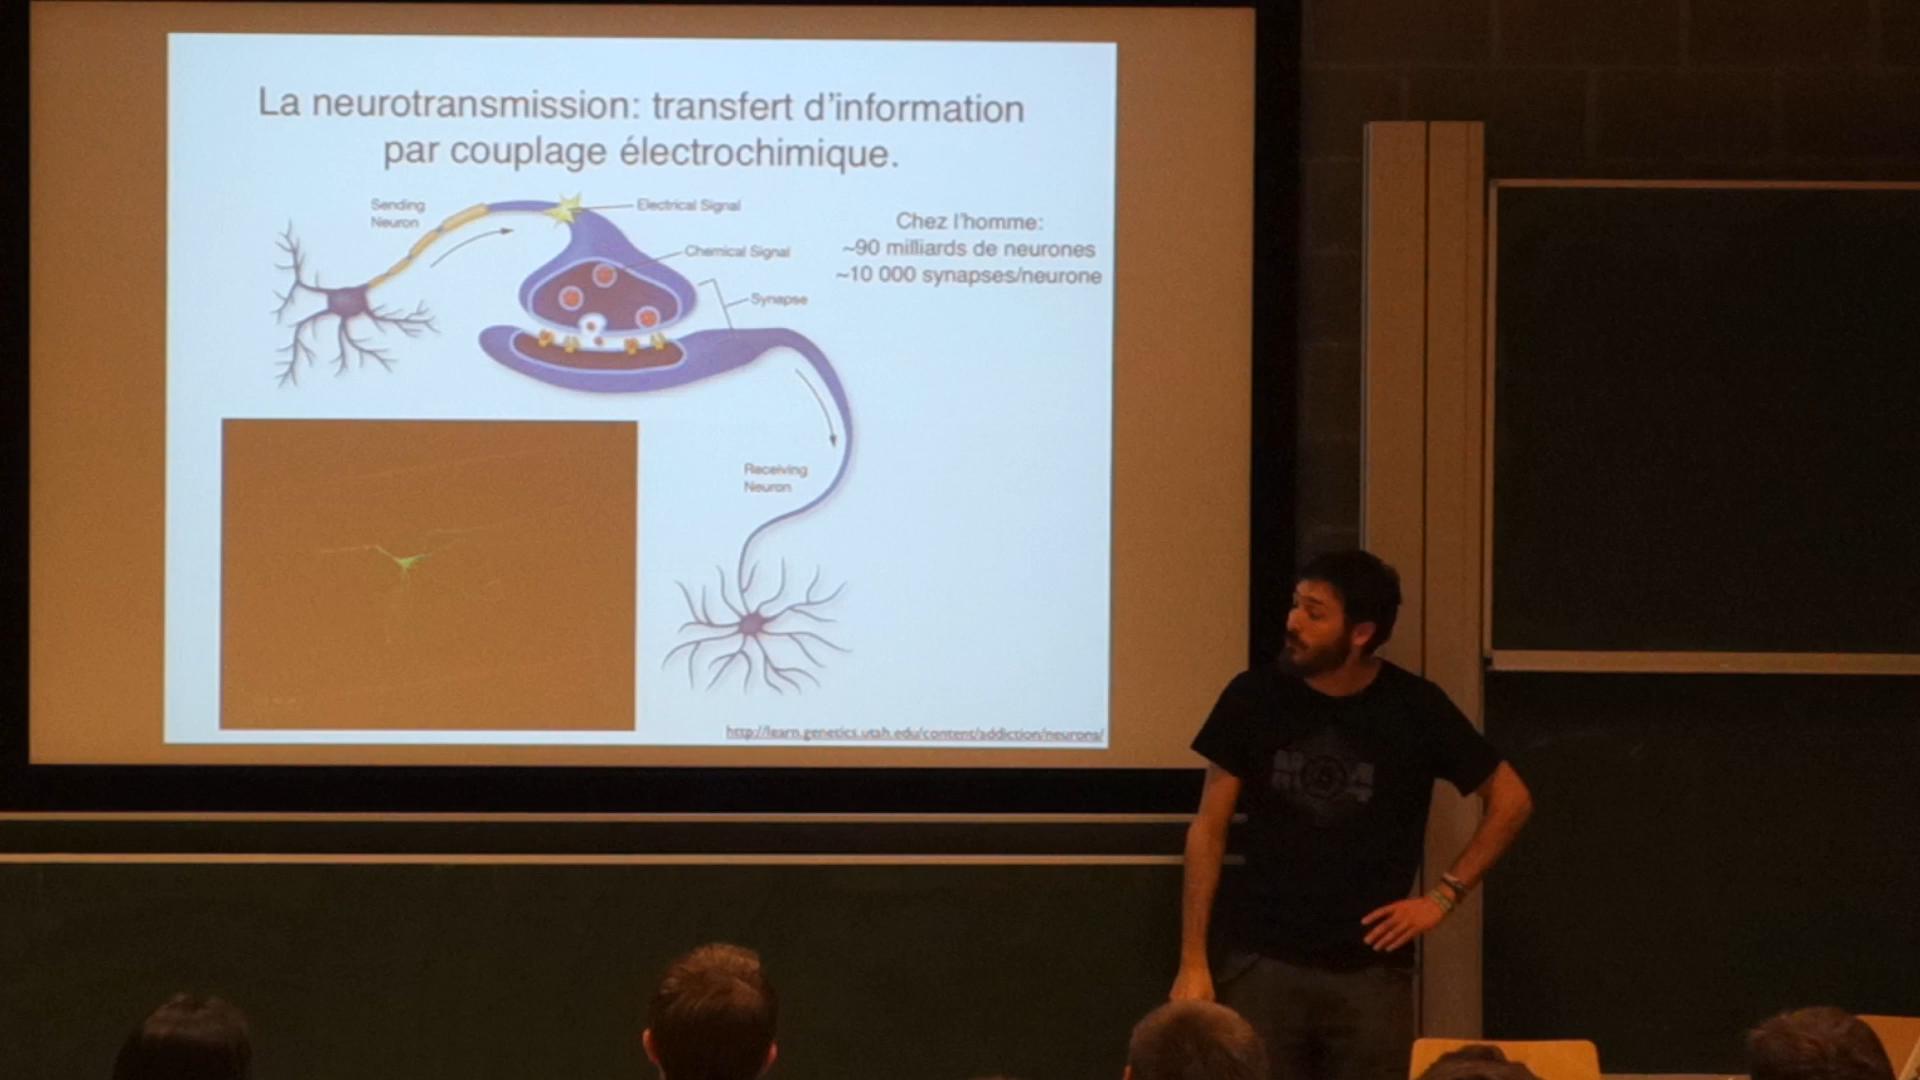 La neurotransmission: transfert d'information
par couplage électrochimique.
Sending
Neuron
Electrical Signal
Chemical Signal
Synapse
Chez l'homme:
~90 milliards de neurones
~10 000 synapses/neurone
Receiving
Neuron
http://learn.genetics.utah.edu/content/addiction/neurons/